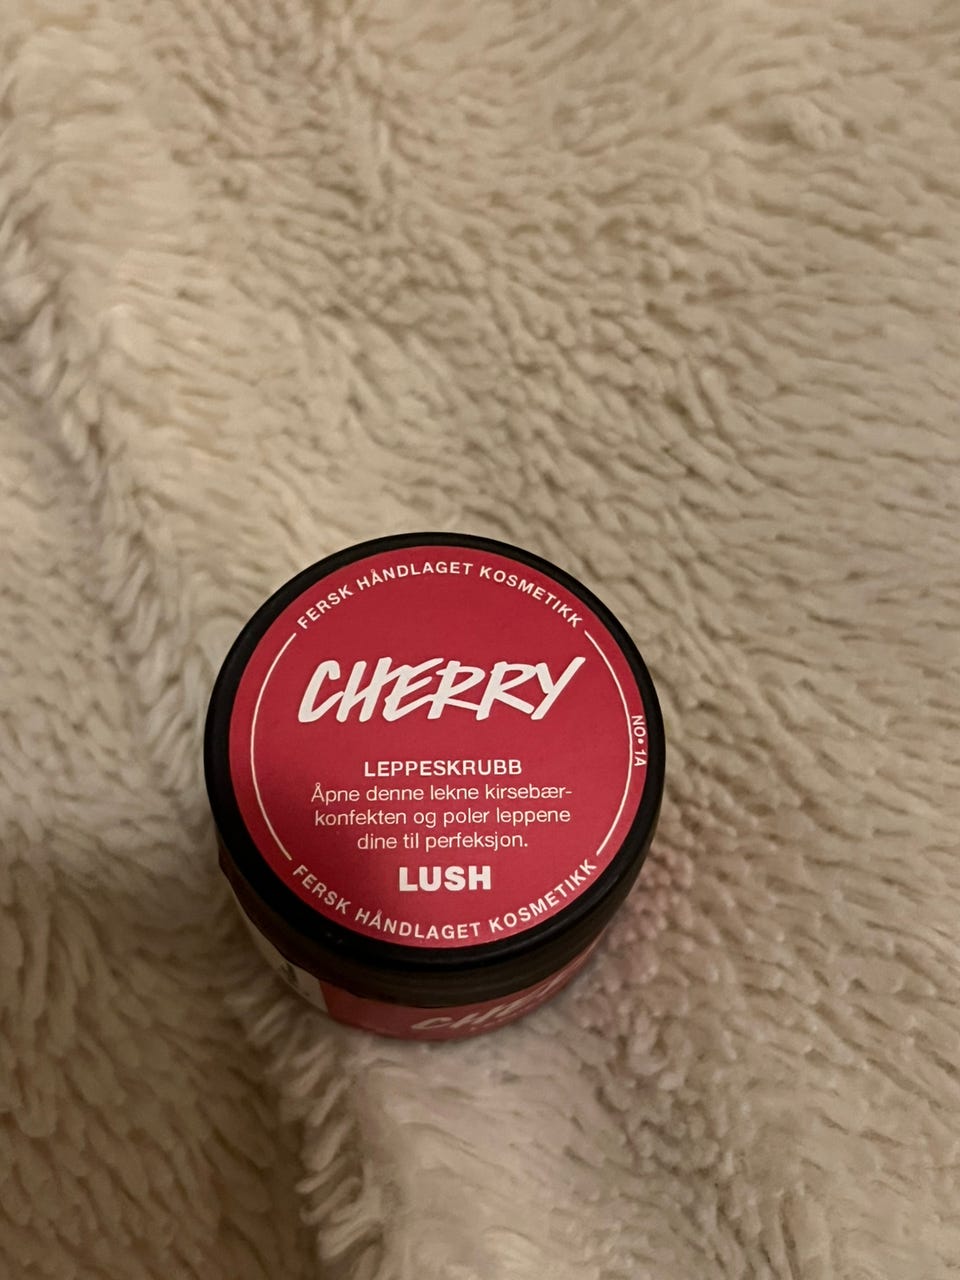 FERSK HÅNDLAGET KOSMETIKK
CHERRY
NO• 1A
LEPPESKRUBB
Åpne denne lekne kirsebær-
konfekten og poler leppene
dine til perfeksjon.
LUSH
FERSK HÅNDLAGET KOSMETIKK